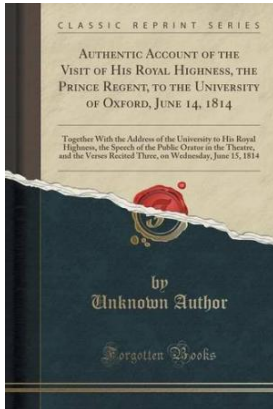 CLASSIC REPRINT SERIES
AUTHENTIC ACCOUNT OF THE
VISIT OF HIS ROYAL HIGHNESS, THE
PRINCE REGENT, TO THE UNIVERSITY
OF OXFORD, JUNE 14, 1814
Together With the Address of the University to His Royal
Highness, the Speech of the Public Orator in the Theatre,
and the Verses Recited Three, on Wednesday, June 15, 1814
by
Unknown Author
Forgotten Books